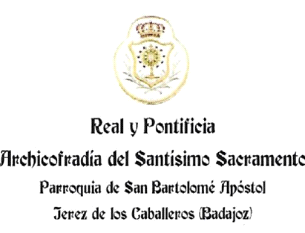 Real y Pontificia
Archicofradía del Santísimo Sacramento
Parroquia de San Bartolomé Apóstol
Jerez de los Caballeros (Badajoz)